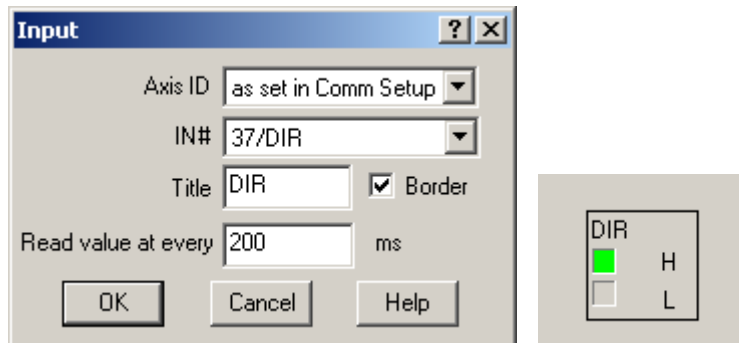 Input
Axis ID as set in Comm Setup
IN# 37/DIR
Title DIR Border
Read value at every 200 ms
OK Cancel Help
DIR
H
L